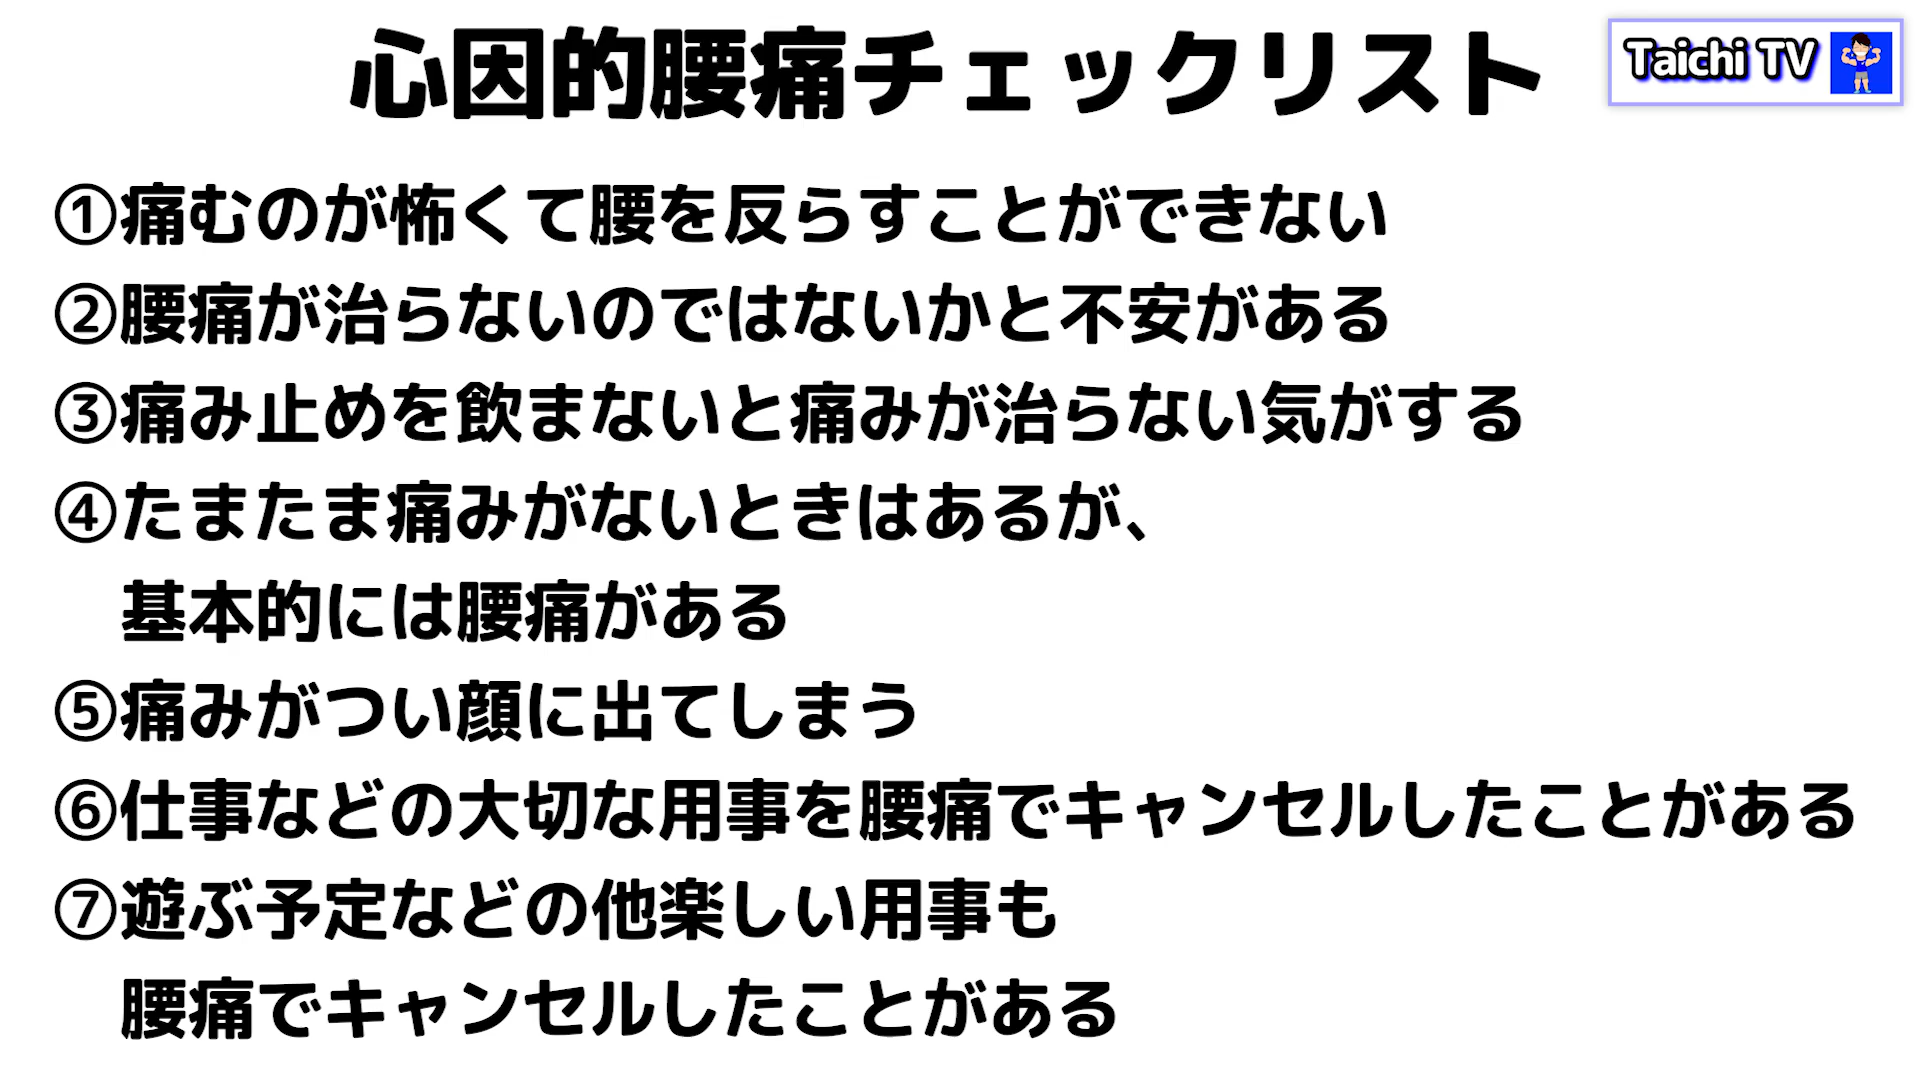 心因的腰痛チェックリスト
Taichi TV
①痛むのが怖くて腰を反らすことができない
②腰痛が治らないのではないかと不安がある
③痛み止めを飲まないと痛みが治らない気がする
④たまたま痛みがないときはあるが、
基本的には腰痛がある
⑤痛みがつい顔に出てしまう
⑥仕事などの大切な用事を腰痛でキャンセルしたことがある
⑦遊ぶ予定などの他楽しい用事も
腰痛でキャンセルしたことがある